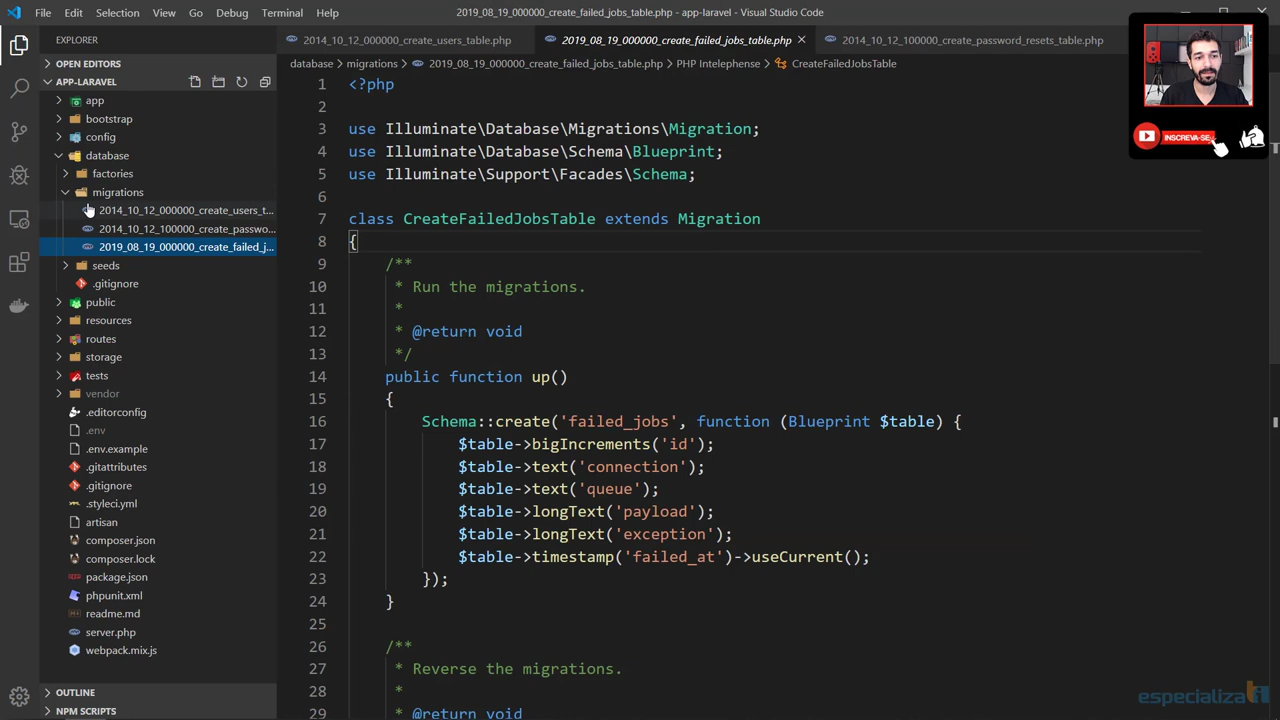 File Edit Selection View Go Debug Terminal Help
2019_08_19_000000_create_failed_jobs_table.php - app-laravel - Visual Studio Code
EXPLORER
OPEN EDITORS
APP-LARAVEL
app
bootstrap
config
database
factories
migrations
2014_10_12_000000_create_users_t...
2014_10_12_100000_create_passwo...
2019_08_19_000000_create_failed_j...
seeds
.gitignore
public
resources
routes
storage
tests
vendor
.editorconfig
.env
.env.example
.gitattributes
.gitignore
.styleci.yml
artisan
composer.json
composer.lock
package.json
phpunit.xml
readme.md
server.php
webpack.mix.js
OUTLINE
NPM SCRIPTS
2014_10_12_000000_create_users_table.php
2019_08_19_000000_create_failed_jobs_table.php
2014_10_12_100000_create_password_resets_table.php
database > migrations > 2019_08_19_000000_create_failed_jobs_table.php > PHP Intelephense > CreateFailedJobsTable
1 <?php
2
3 use Illuminate\Database\Migrations\Migration;
4 use Illuminate\Database\Schema\Blueprint;
5 use Illuminate\Support\Facades\Schema;
6
7 class CreateFailedJobsTable extends Migration
8 {
9 /**
10 * Run the migrations.
11 *
12 * @return void
13 */
14 public function up()
15 {
16 Schema::create('failed_jobs', function (Blueprint $table) {
17 $table->bigIncrements('id');
18 $table->text('connection');
19 $table->text('queue');
20 $table->longText('payload');
21 $table->longText('exception');
22 $table->timestamp('failed_at')->useCurrent();
23 });
24 }
25
26 /**
27 * Reverse the migrations.
28 *
29 * @return void
INSCREVA-SE
especializati